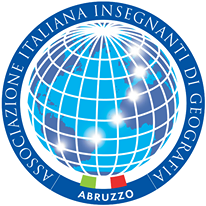 ASSOCIAZIONE ITALIANA INSEGNANTI DI GEOGRAFIA
ABRUZZO